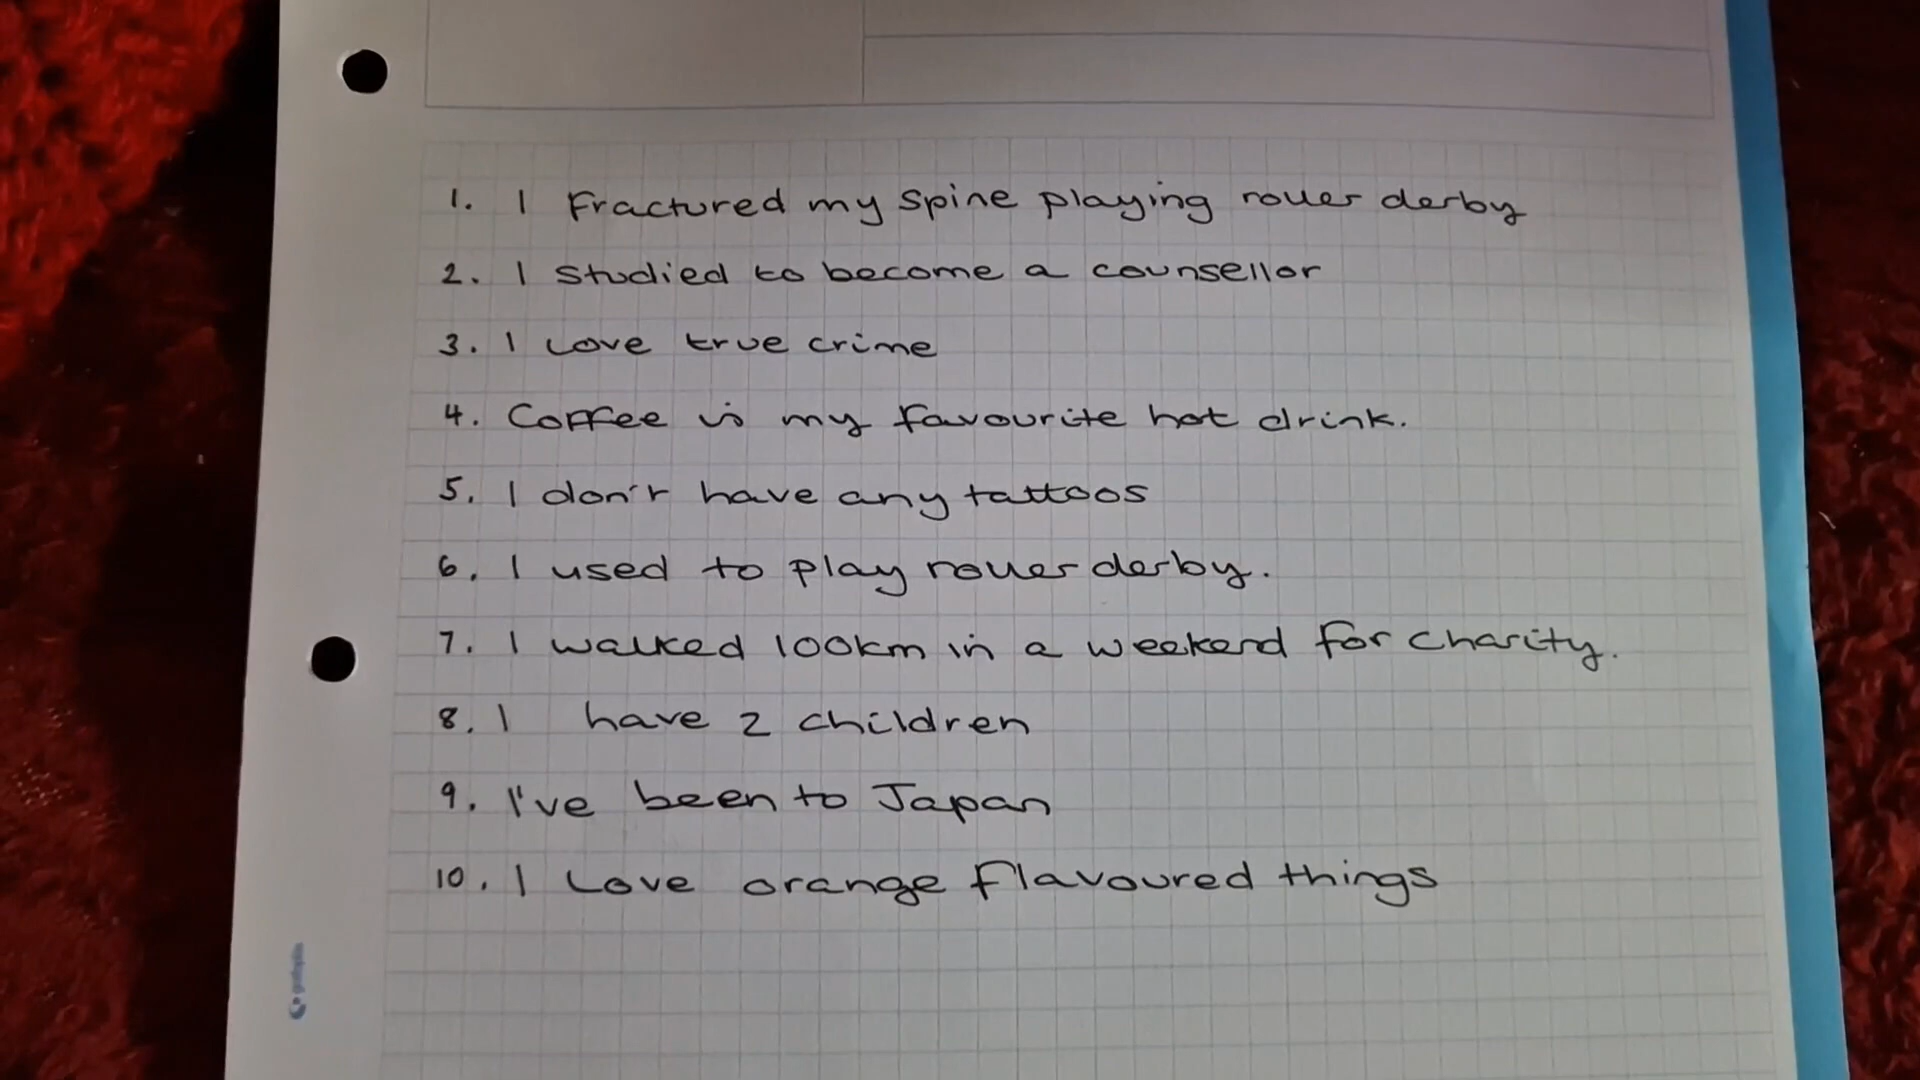 1. I Fractured my spine playing roller derby
2. I studied to become a counsellor
3. I Love true crime
4. Coffee is my favourite hot drink.
5. I don't have any tattoos
6. I used to play roller derby.
7. I walked 100km in a weekend for charity.
8. I have 2 children
9. I've been to Japan
10. I Love orange flavoured things